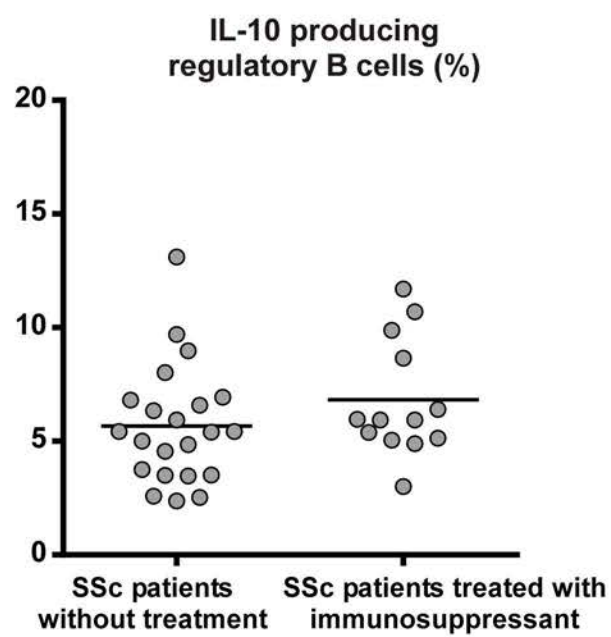 IL-10 producing
regulatory B cells (%)
20
15
10
5
0
SSc patients
without treatment
SSc patients treated with
immunosuppressant